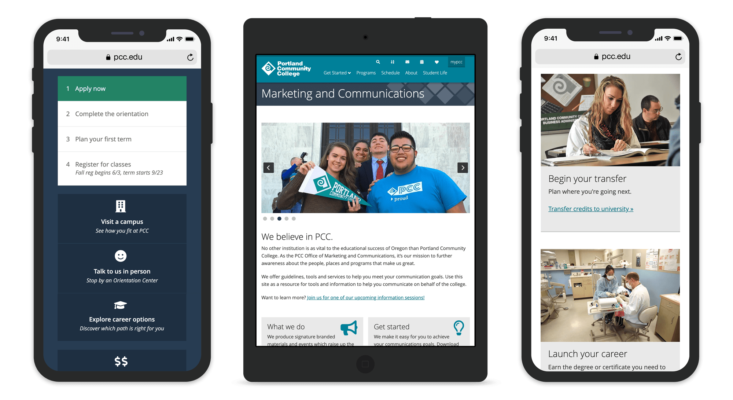 9:41
pcc.edu
1 Apply now
2 Complete the orientation
3 Plan your first term
4 Register for classes
Fall reg begins 6/3, term starts 9/23
Visit a campus
See how you fit at PCC
Talk to us in person
Stop by an Orientation Center
Explore career options
Discover which path is right for you
$$
Portland
Community
College
Get Started
Programs
Schedule
About
Student Life
Marketing and Communications
PORTLAND
PCC
proud
We believe in PCC.
No other institution is as vital to the educational success of Oregon than Portland Community
College. As the PCC Office of Marketing and Communications, it's our mission to further
awareness about the people, places and programs that make us great.
We offer guidelines, tools and services to help you meet your communication goals. Use this
site as a resource for tools and information to help you communicate on behalf of the college.
Want to learn more? Join us for one of our upcoming information sessions!
What we do
We produce signature branded
materials and events which raise up the
Get started
We make it easy for you to achieve
your communications goals. Download
9:41
pcc.edu
Begin your transfer
Plan where you're going next.
Transfer credits to university »
Launch your career
Earn the degree or certificate you need to